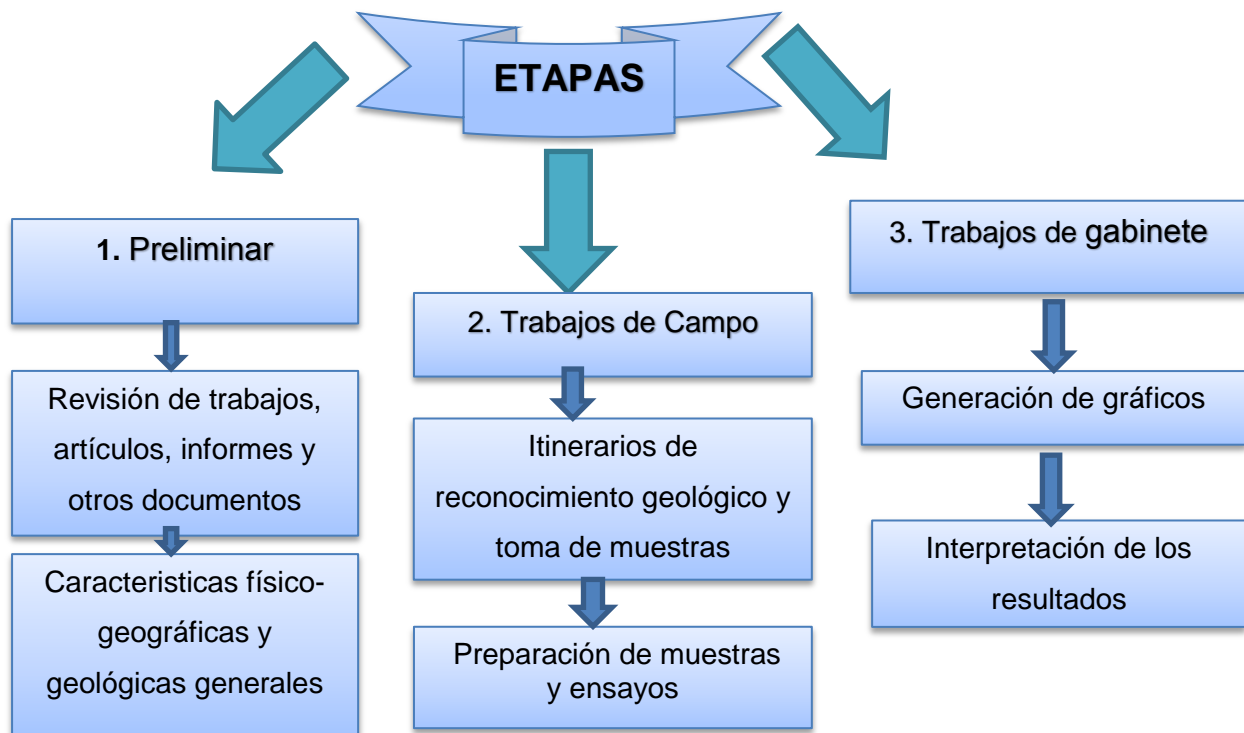 ETAPAS
1. Preliminar
Revisión de trabajos,
artículos, informes y
otros documentos
Caracteristicas físico-
geográficas y
geológicas generales
2. Trabajos de Campo
Itinerarios de
reconocimiento geológico y
toma de muestras
Preparación de muestras
y ensayos
3. Trabajos de gabinete
Generación de gráficos
Interpretación de los
resultados